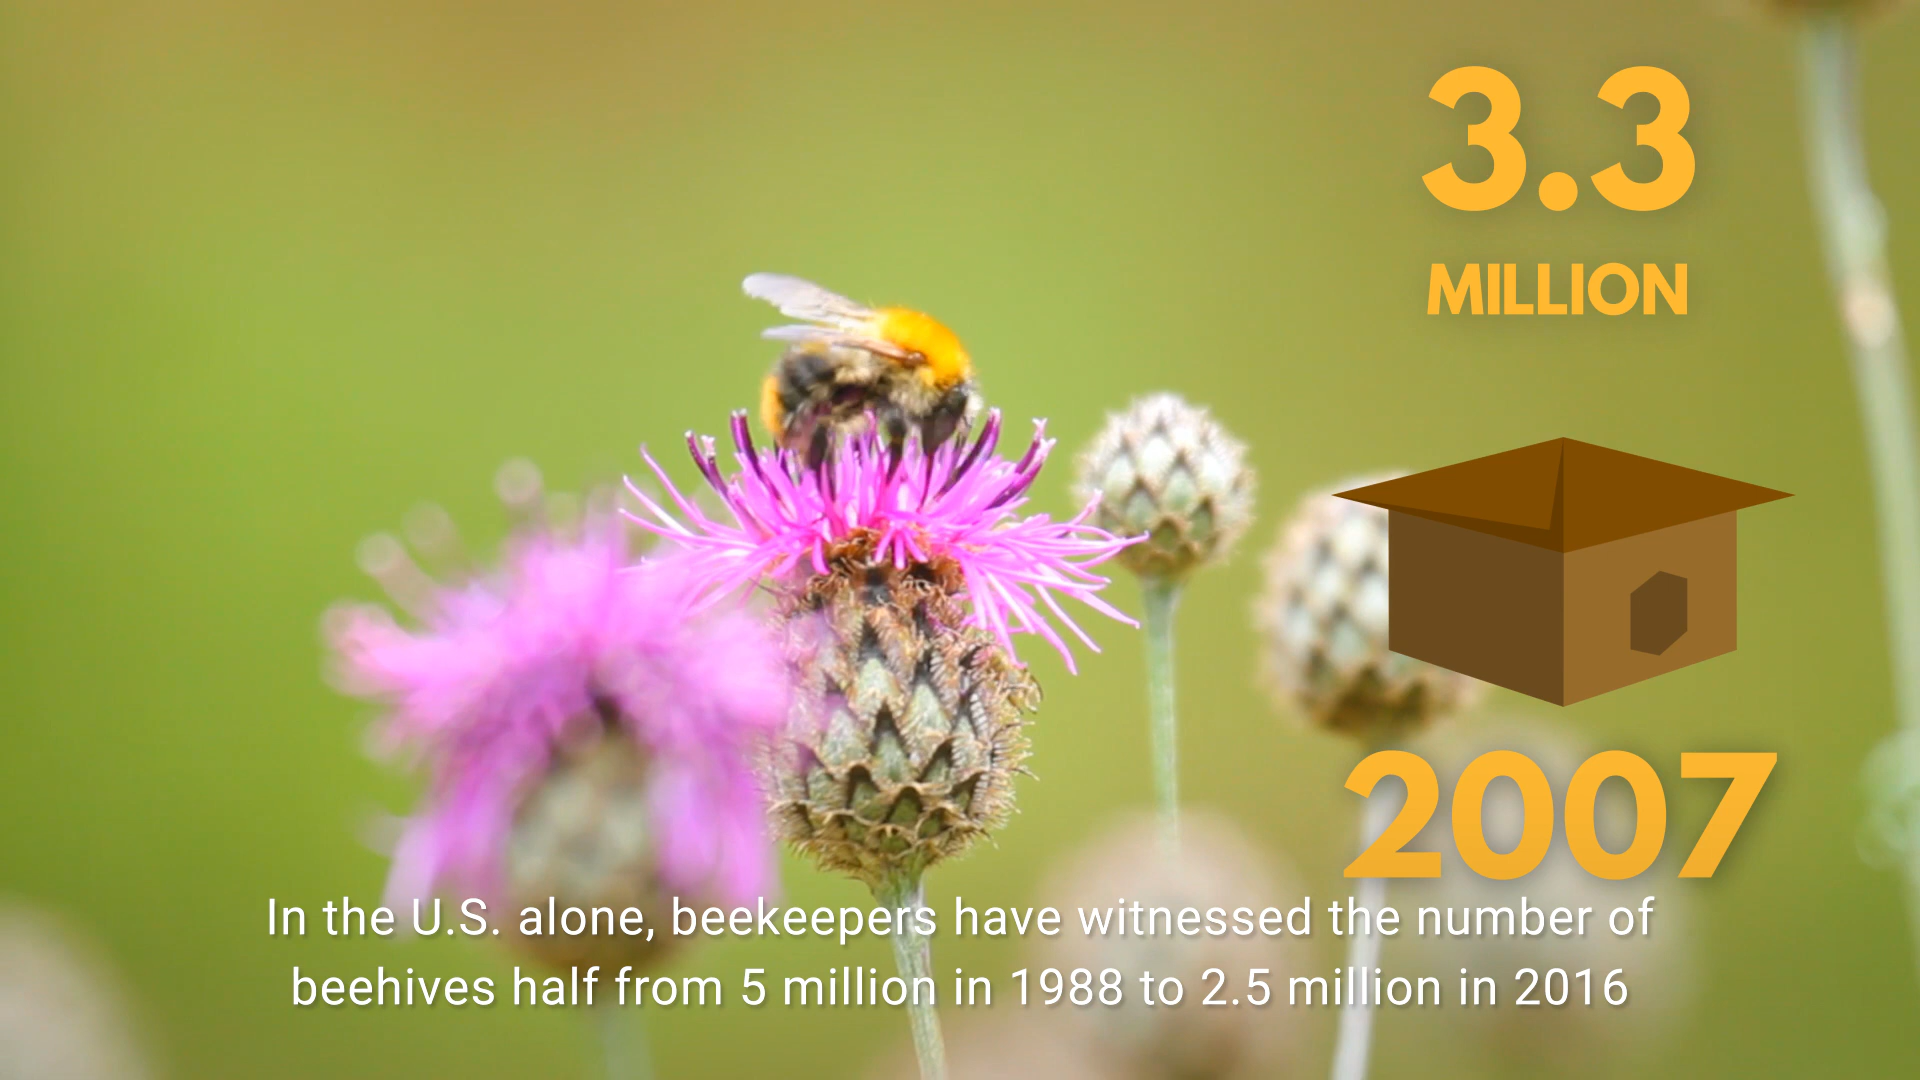 3.3
MILLION
2007
In the U.S. alone, beekeepers have witnessed the number of
beehives half from 5 million in 1988 to 2.5 million in 2016